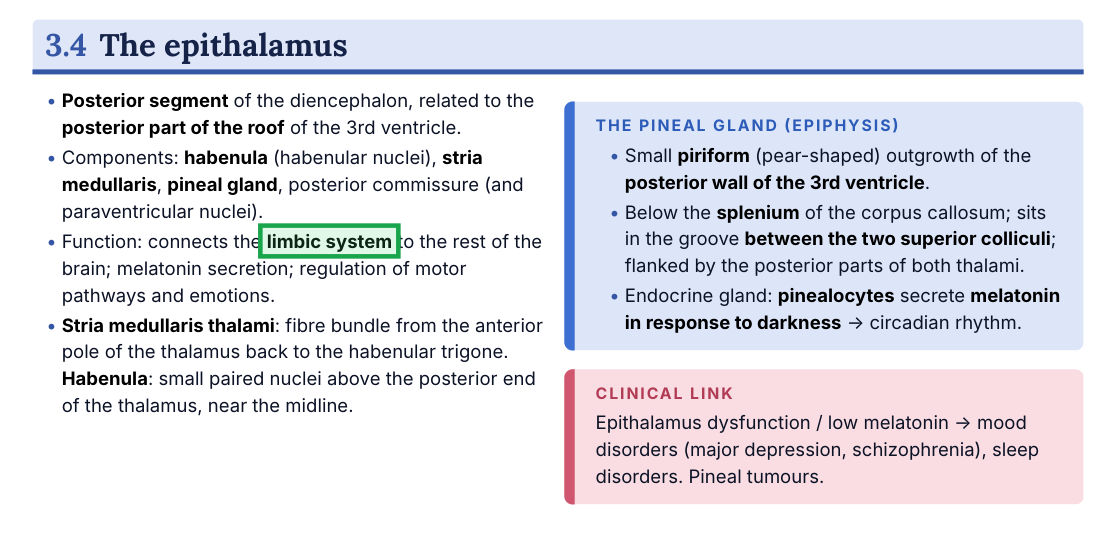 3.4 The epithalamus
• Posterior segment of the diencephalon, related to the
posterior part of the roof of the 3rd ventricle.
• Components: habenula (habenular nuclei), stria
medullaris, pineal gland, posterior commissure (and
paraventricular nuclei).
• Function: connects the limbic system to the rest of the
brain; melatonin secretion; regulation of motor
pathways and emotions.
• Stria medullaris thalami: fibre bundle from the anterior
pole of the thalamus back to the habenular trigone.
Habenula: small paired nuclei above the posterior end
of the thalamus, near the midline.
THE PINEAL GLAND (EPIPHYSIS)
• Small piriform (pear-shaped) outgrowth of the
posterior wall of the 3rd ventricle.
• Below the splenium of the corpus callosum; sits
in the groove between the two superior colliculi;
flanked by the posterior parts of both thalami.
• Endocrine gland: pinealocytes secrete melatonin
in response to darkness → circadian rhythm.
CLINICAL LINK
Epithalamus dysfunction / low melatonin → mood
disorders (major depression, schizophrenia), sleep
disorders. Pineal tumours.